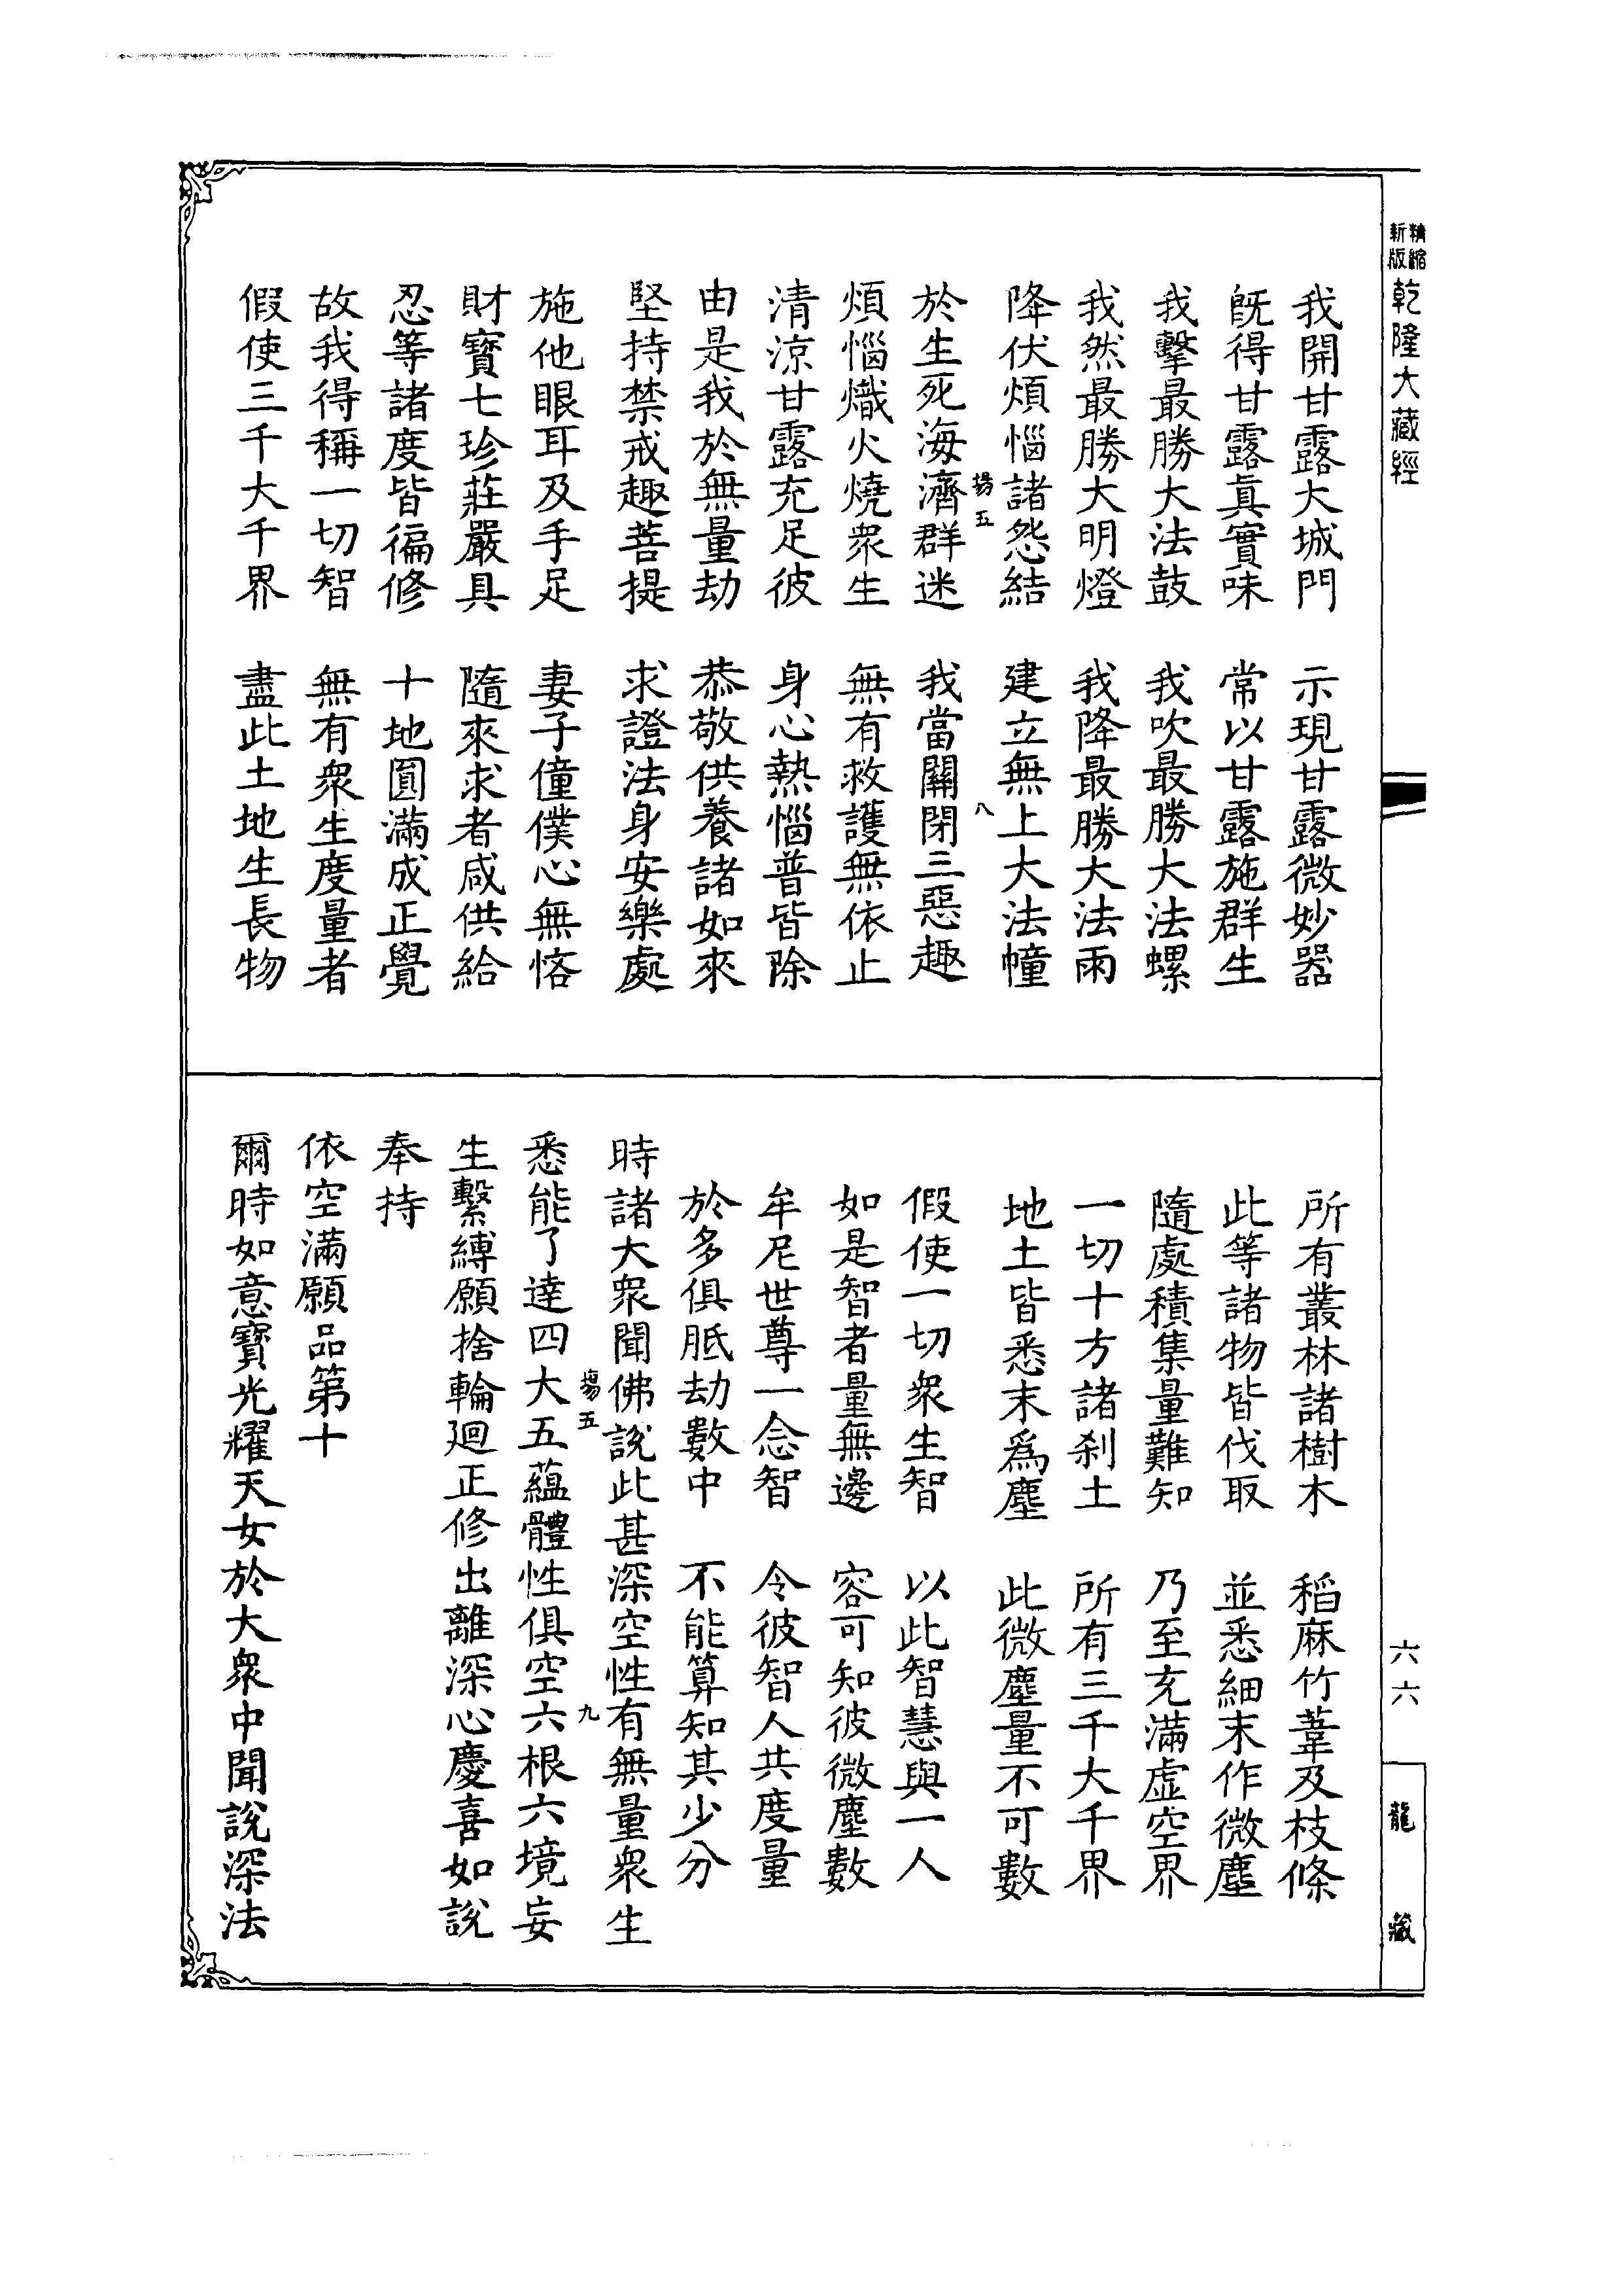 精縮
新版
乾隆大藏經
六六
龍藏
我開甘露大城門　示現甘露微妙器
旣得甘露眞實味　常以甘露施群生
我擊最勝大法鼓　我吹最勝大法螺
我然最勝大明燈　我降最勝大法雨
降伏煩惱諸怨結　建立無上大法幢
塲五　八
於生死海濟群迷　我當關閉三惡趣
煩惱熾火燒衆生　無有救護無依止
清涼甘露充足彼　身心熱惱普皆除
由是我於無量劫　恭敬供養諸如來
堅持禁戒趣菩提　求證法身安樂處
施他眼耳及手足　妻子僮僕心無悋
財寶七珍莊嚴具　隨來求者咸供給
忍等諸度皆徧修　十地圓滿成正覺
故我得稱一切智　無有衆生度量者
假使三千大千界　盡此土地生長物
所有叢林諸樹木　稻麻竹葦及枝條
此等諸物皆伐取　並悉細末作微塵
隨處積集量難知　乃至充滿虛空界
一切十方諸刹土　所有三千大千界
地土皆悉末爲塵　此微塵量不可數
假使一切衆生智　以此智慧與一人
如是智者量無邊　容可知彼微塵數
牟尼世尊一念智　令彼智人共度量
於多俱胝劫數中　不能算知其少分
時諸大衆聞佛說此甚深空性有無量衆生
塲五　九
悉能了達四大五蘊體性俱空六根六境妄
生繫縛願捨輪廻正修出離深心慶喜如說
奉持
依空滿願品第十
爾時如意寶光耀天女於大衆中聞說深法